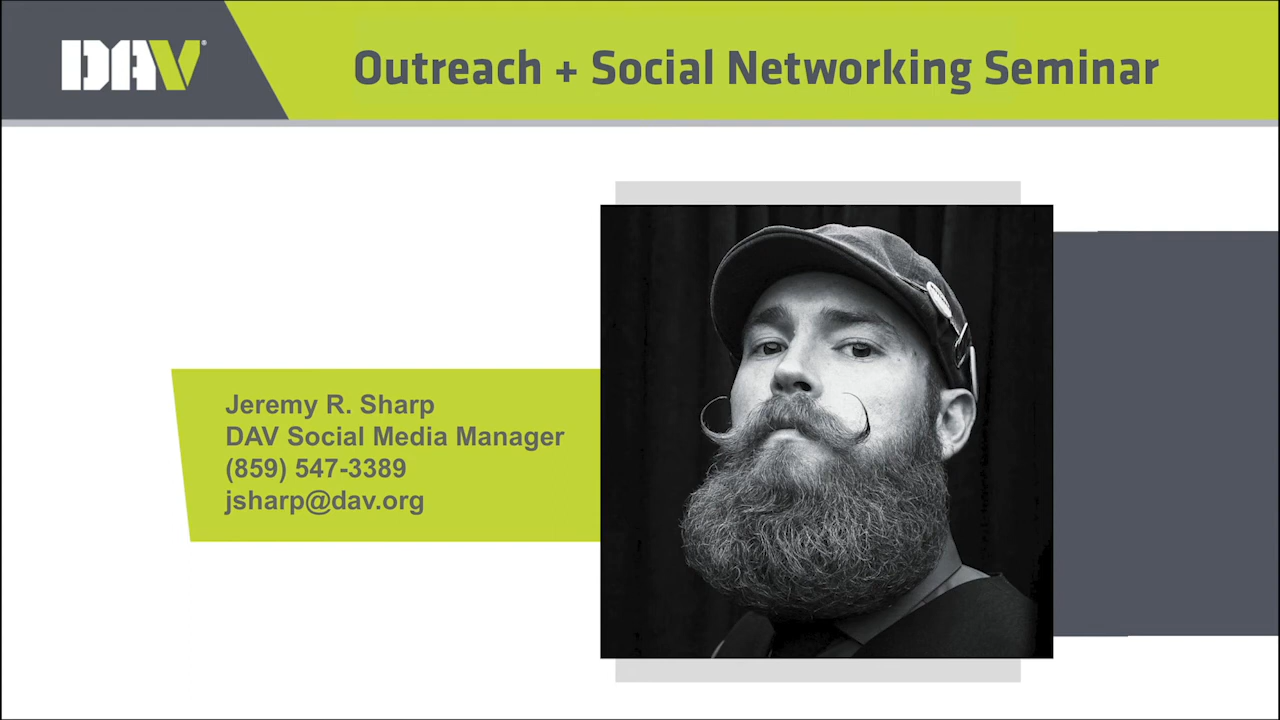 DAV®
Outreach + Social Networking Seminar
Jeremy R. Sharp
DAV Social Media Manager
(859) 547-3389
jsharp@dav.org